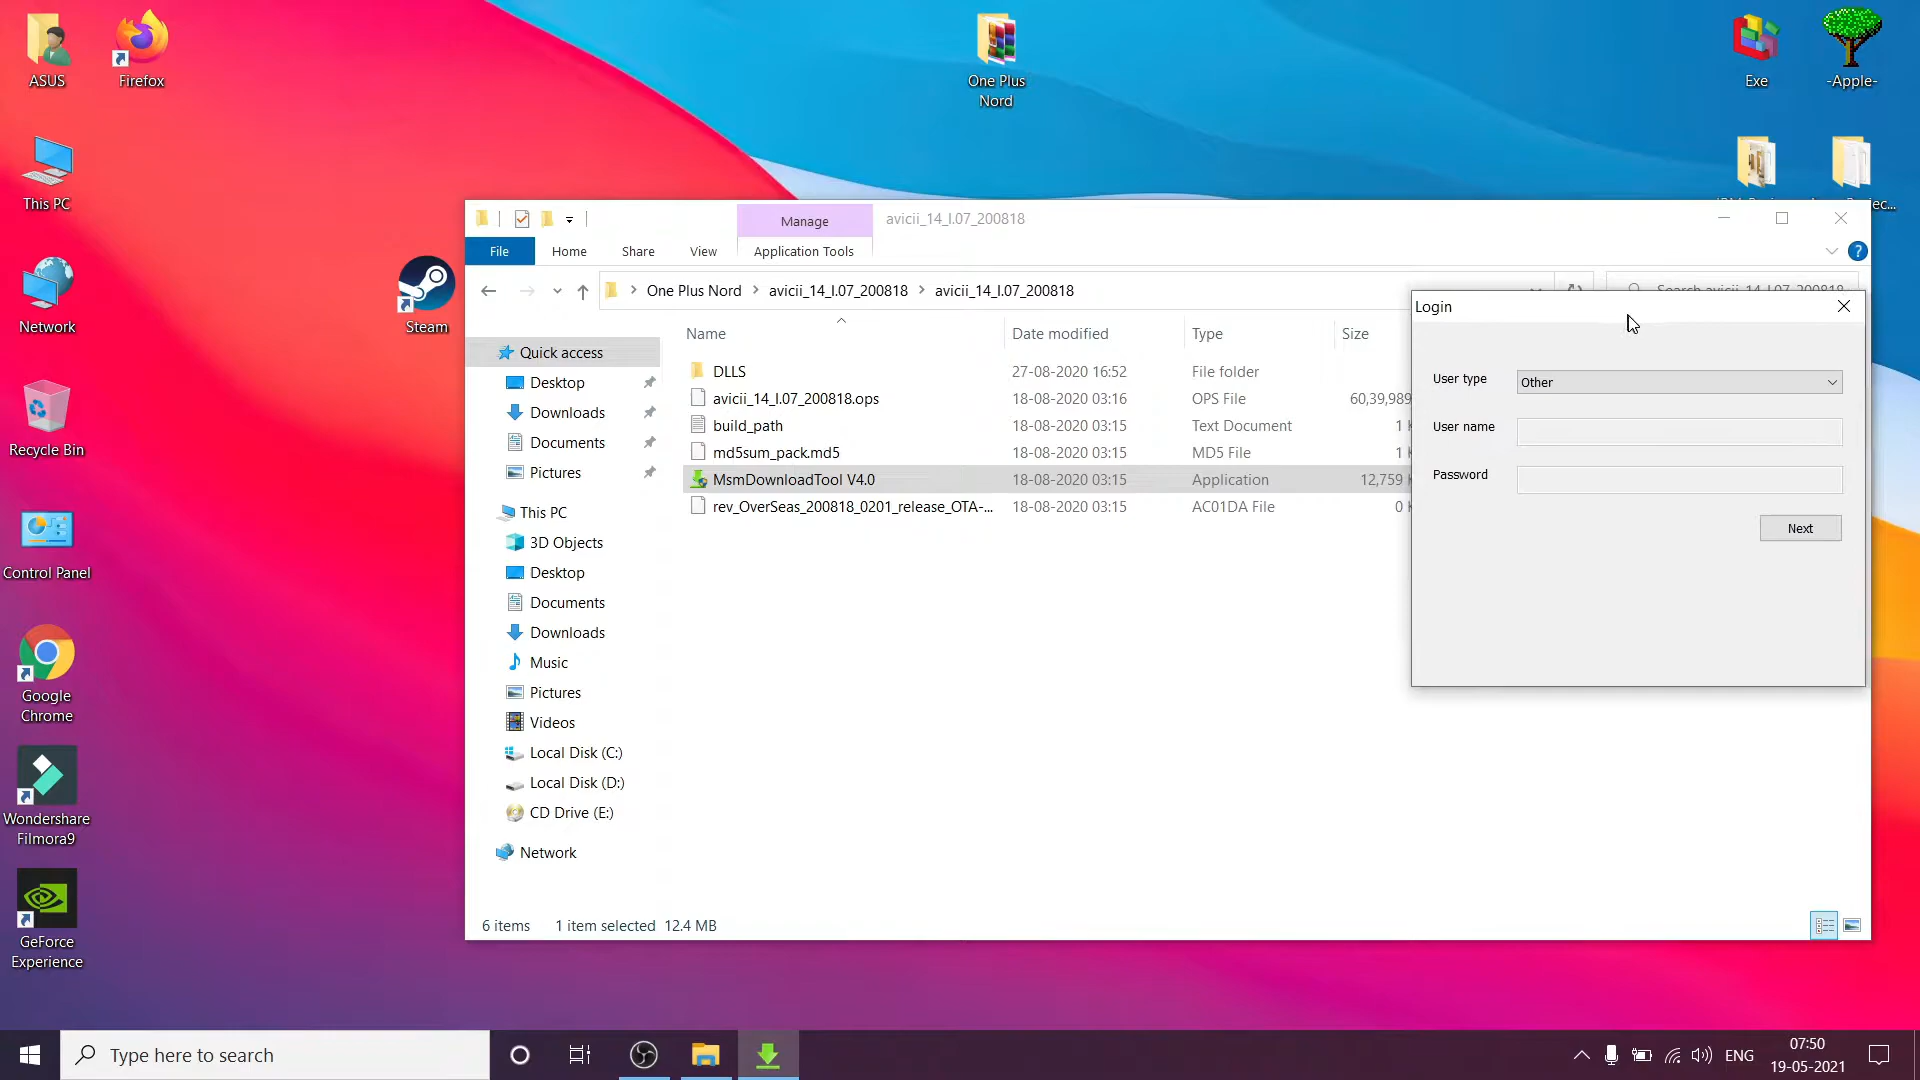 ASUS
Firefox
One Plus
Nord
Exe
-Apple-
This PC
Network
Steam
Recycle Bin
Control Panel
Google
Chrome
Wondershare
Filmora9
GeForce
Experience
Manage
avicii_14_I.07_200818
File
Home
Share
View
Application Tools
One Plus Nord
avicii_14_I.07_200818
avicii_14_I.07_200818
Search avicii_14_I.07_200818
Name
Date modified
Type
Size
Quick access
Desktop
Downloads
Documents
Pictures
This PC
3D Objects
Desktop
Documents
Downloads
Music
Pictures
Videos
Local Disk (C:)
Local Disk (D:)
CD Drive (E:)
Network
DLLS 27-08-2020 16:52 File folder
avicii_14_I.07_200818.ops 18-08-2020 03:16 OPS File 60,39,989
build_path 18-08-2020 03:15 Text Document 1
md5sum_pack.md5 18-08-2020 03:15 MD5 File 1
MsmDownloadTool V4.0 18-08-2020 03:15 Application 12,759
rev_OverSeas_200818_0201_release_OTA-... 18-08-2020 03:15 AC01DA File 0
6 items 1 item selected 12.4 MB
Login
User type
Other
User name
Password
Next
Type here to search
ENG
07:50
19-05-2021